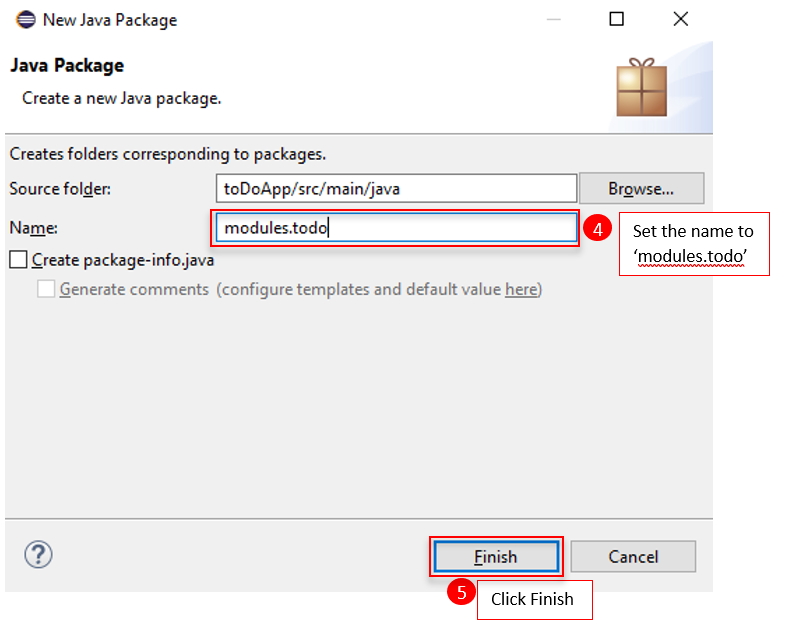 New Java Package
Java Package
Create a new Java package.
Creates folders corresponding to packages.
Source folder:
toDoApp/src/main/java
Browse...
Name:
modules.todo
4
Set the name to
‘modules.todo’
Create package-info.java
Generate comments (configure templates and default value here)
?
Finish
Cancel
5
Click Finish